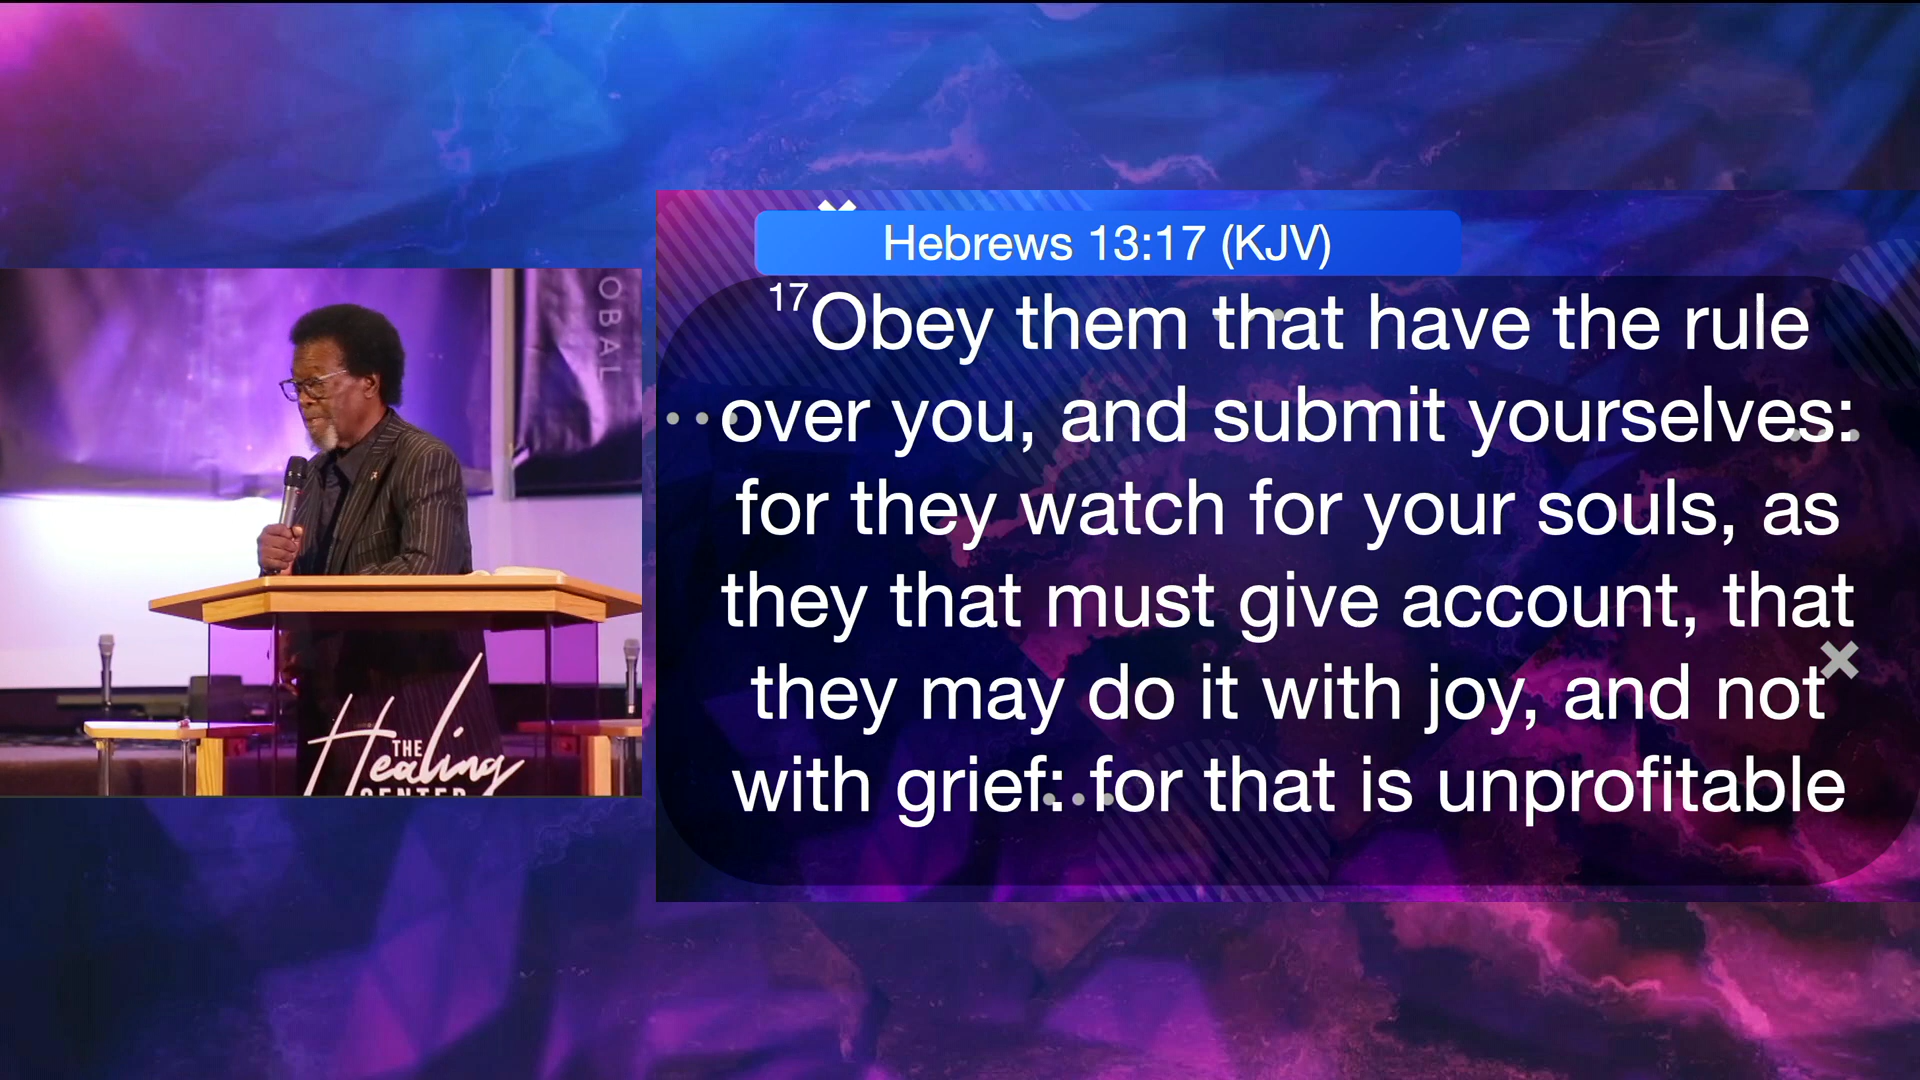 OBAL
THE
Healing
CENTER
Hebrews 13:17 (KJV)
17Obey them that have the rule
over you, and submit yourselves:
for they watch for your souls, as
they that must give account, that
they may do it with joy, and not
with grief: for that is unprofitable